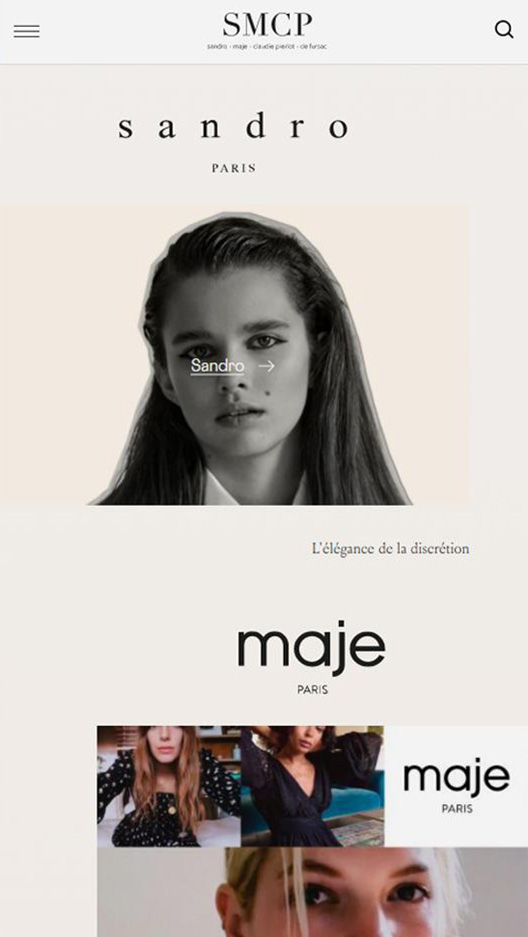 SMCP
sandro - maje - claudie pierlot - de fursac
sandro
PARIS
Sandro →
L'élégance de la discrétion
maje
PARIS
maje
PARIS